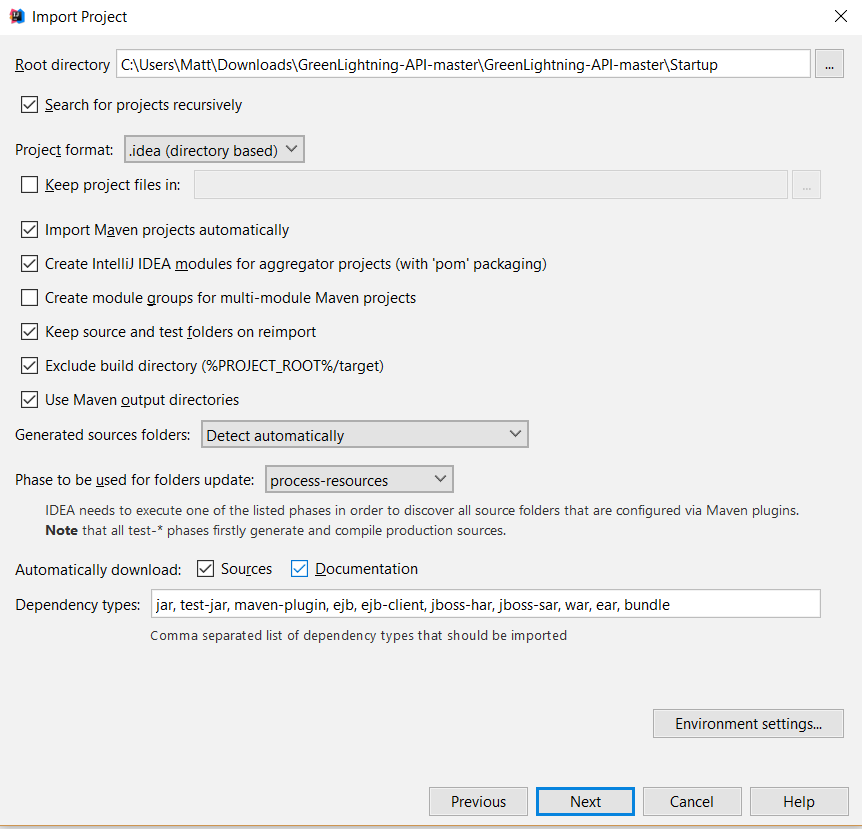 Import Project
Root directory C:\Users\Matt\Downloads\GreenLightning-API-master\GreenLightning-API-master\Startup ...
Search for projects recursively
Project format: .idea (directory based)
Keep project files in: ...
Import Maven projects automatically
Create IntelliJ IDEA modules for aggregator projects (with 'pom' packaging)
Create module groups for multi-module Maven projects
Keep source and test folders on reimport
Exclude build directory (%PROJECT_ROOT%/target)
Use Maven output directories
Generated sources folders: Detect automatically
Phase to be used for folders update: process-resources
IDEA needs to execute one of the listed phases in order to discover all source folders that are configured via Maven plugins.
Note that all test-* phases firstly generate and compile production sources.
Automatically download: Sources Documentation
Dependency types: jar, test-jar, maven-plugin, ejb, ejb-client, jboss-har, jboss-sar, war, ear, bundle
Comma separated list of dependency types that should be imported
Environment settings...
Previous Next Cancel Help